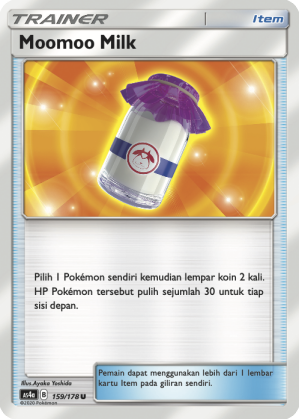 TRAINER Item
Moomoo Milk
Pilih 1 Pokémon sendiri kemudian lempar koin 2 kali.
HP Pokémon tersebut pulih sejumlah 30 untuk tiap
sisi depan.
Illus.Ayaka Yoshida
AS4a B 159/178 U
©2020 Pokémon
Pemain dapat menggunakan lebih dari 1 lembar
kartu Item pada giliran sendiri.